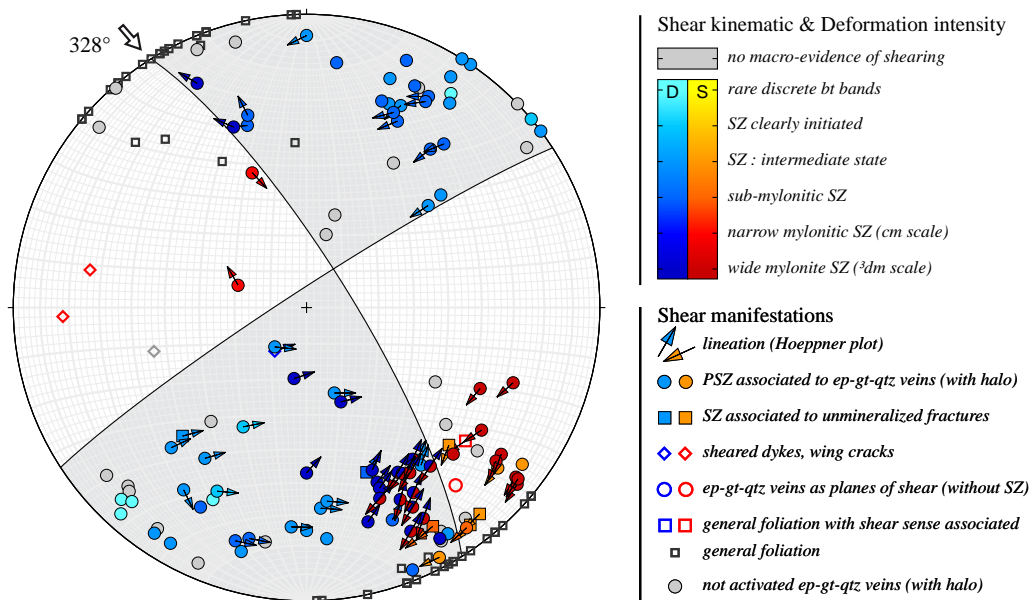 328°
Shear kinematic & Deformation intensity
no macro-evidence of shearing
D S rare discrete bt bands
SZ clearly initiated
SZ : intermediate state
sub-mylonitic SZ
narrow mylonitic SZ (cm scale)
wide mylonite SZ (³dm scale)
Shear manifestations
lineation (Hoeppner plot)
PSZ associated to ep-gt-qtz veins (with halo)
SZ associated to unmineralized fractures
sheared dykes, wing cracks
ep-gt-qtz veins as planes of shear (without SZ)
general foliation with shear sense associated
general foliation
not activated ep-gt-qtz veins (with halo)